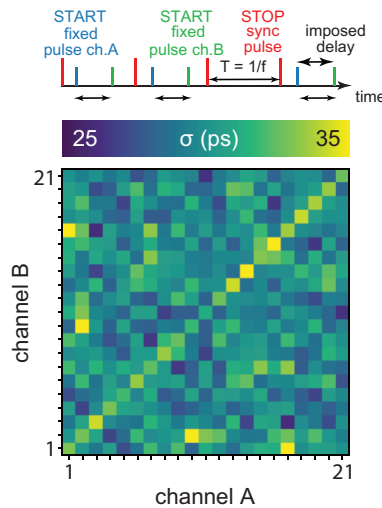 START
fixed
pulse ch.A
START
fixed
pulse ch.B
STOP
sync
pulse
imposed
delay
T = 1/f
time
25 σ (ps) 35
21
channel B
1
1 21
channel A